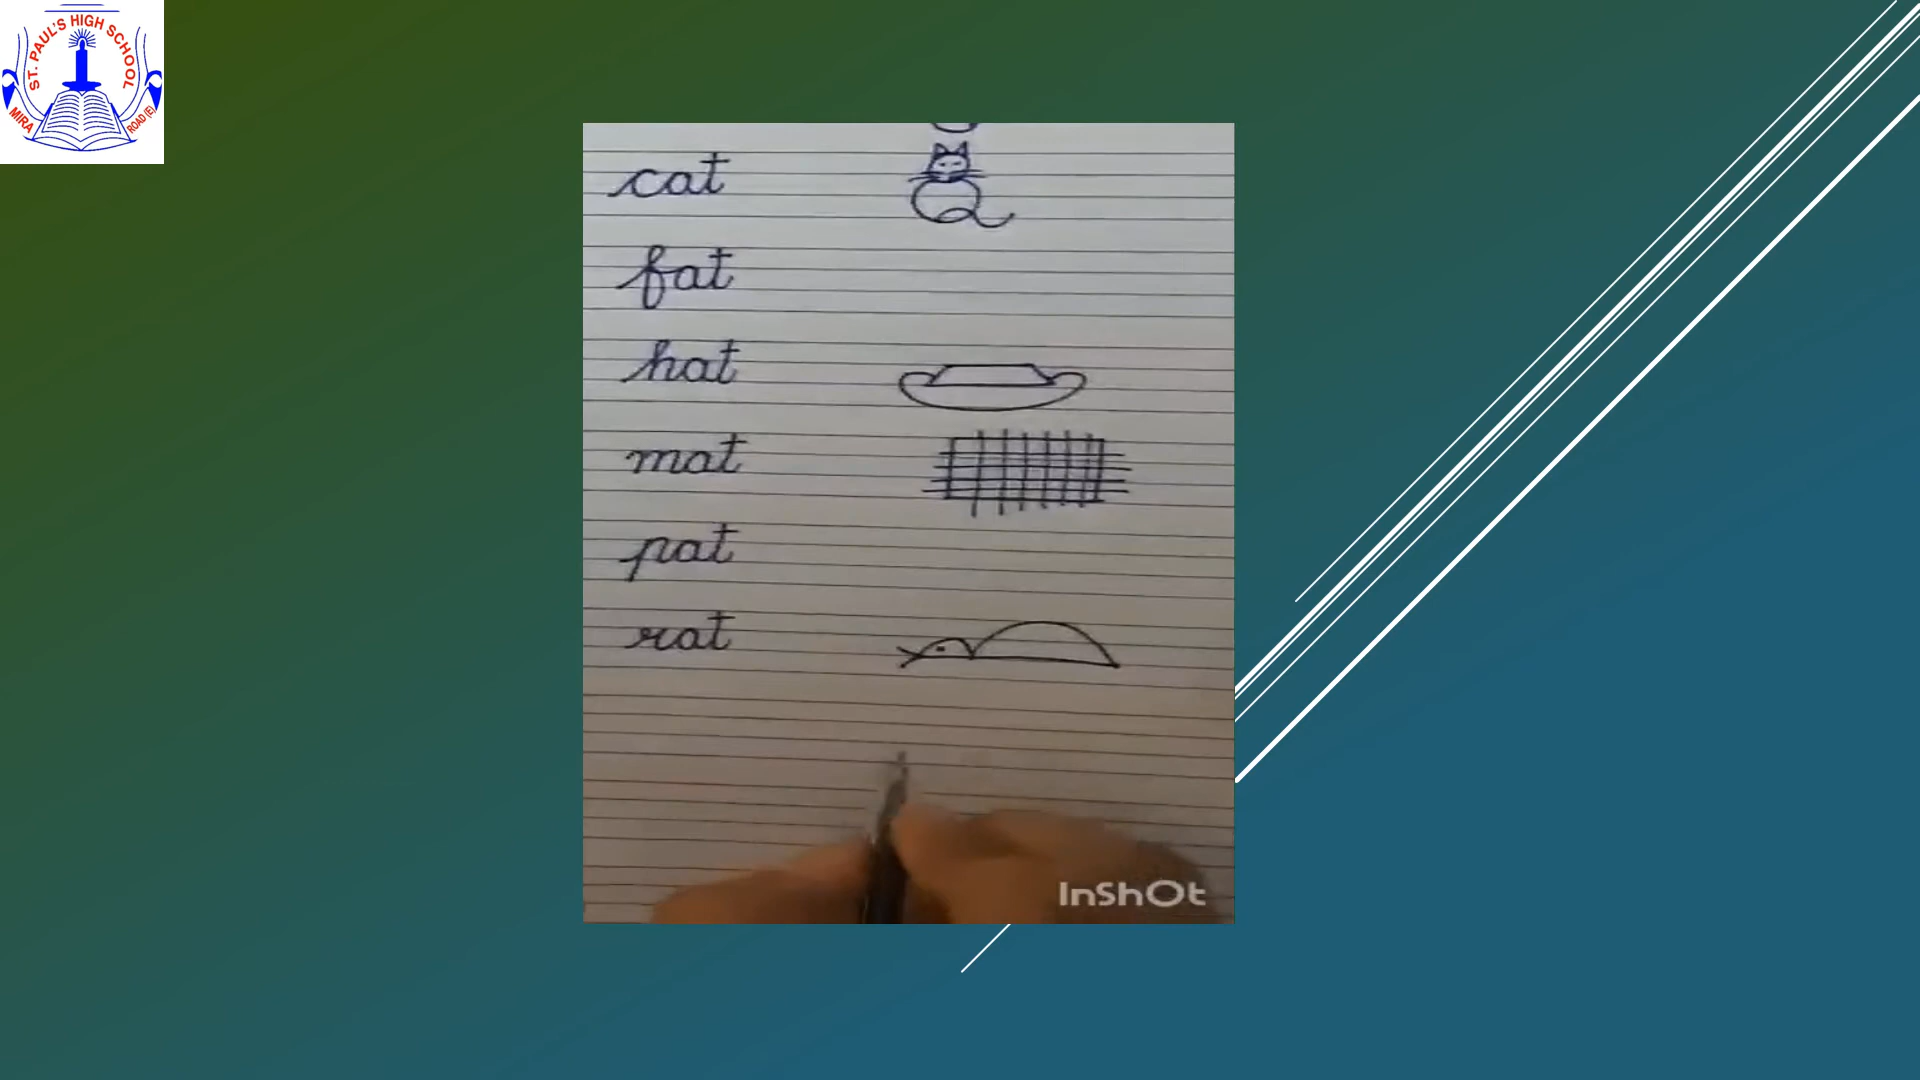 ST. PAUL'S HIGH SCHOOL
MIRA ROAD (E)
cat
fat
hat
mat
pat
rat
InShOt